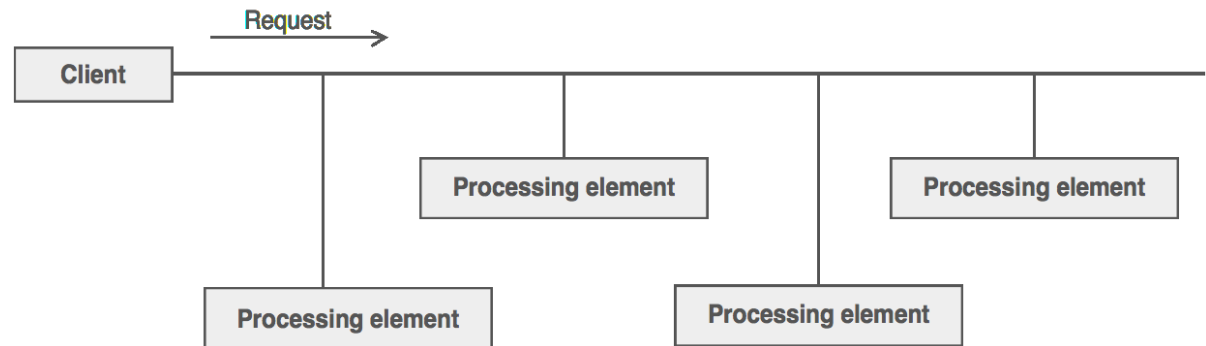 Request
Client
Processing element
Processing element
Processing element
Processing element